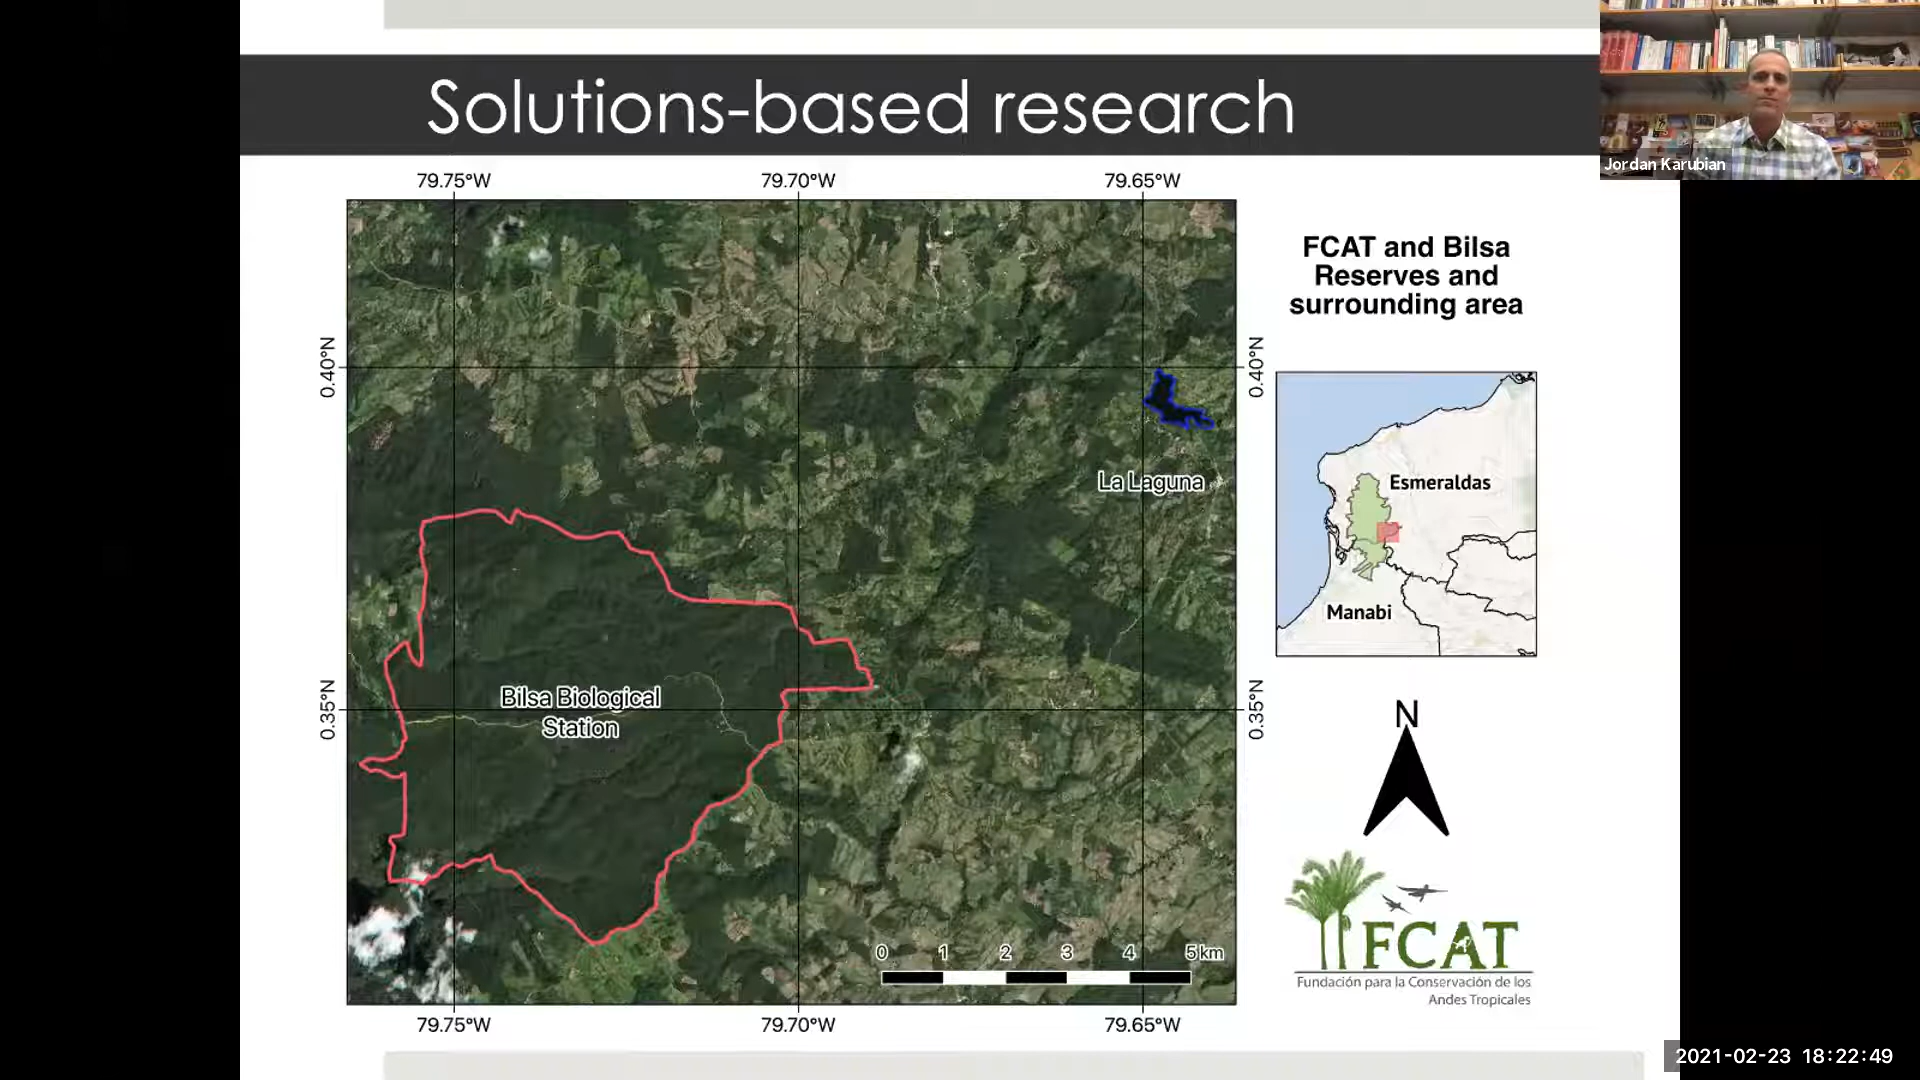 Solutions-based research
Jordan Karubian
79.75°W 79.70°W 79.65°W
FCAT and Bilsa
Reserves and
surrounding area
0.40°N 0.40°N
La Laguna
Esmeraldas
Manabi
Bilsa Biological
Station
0.35°N 0.35°N
N
0 1 2 3 4 5 km
FCAT
Fundación para la Conservación de los
Andes Tropicales
79.75°W 79.70°W 79.65°W
2021-02-23 18:22:49